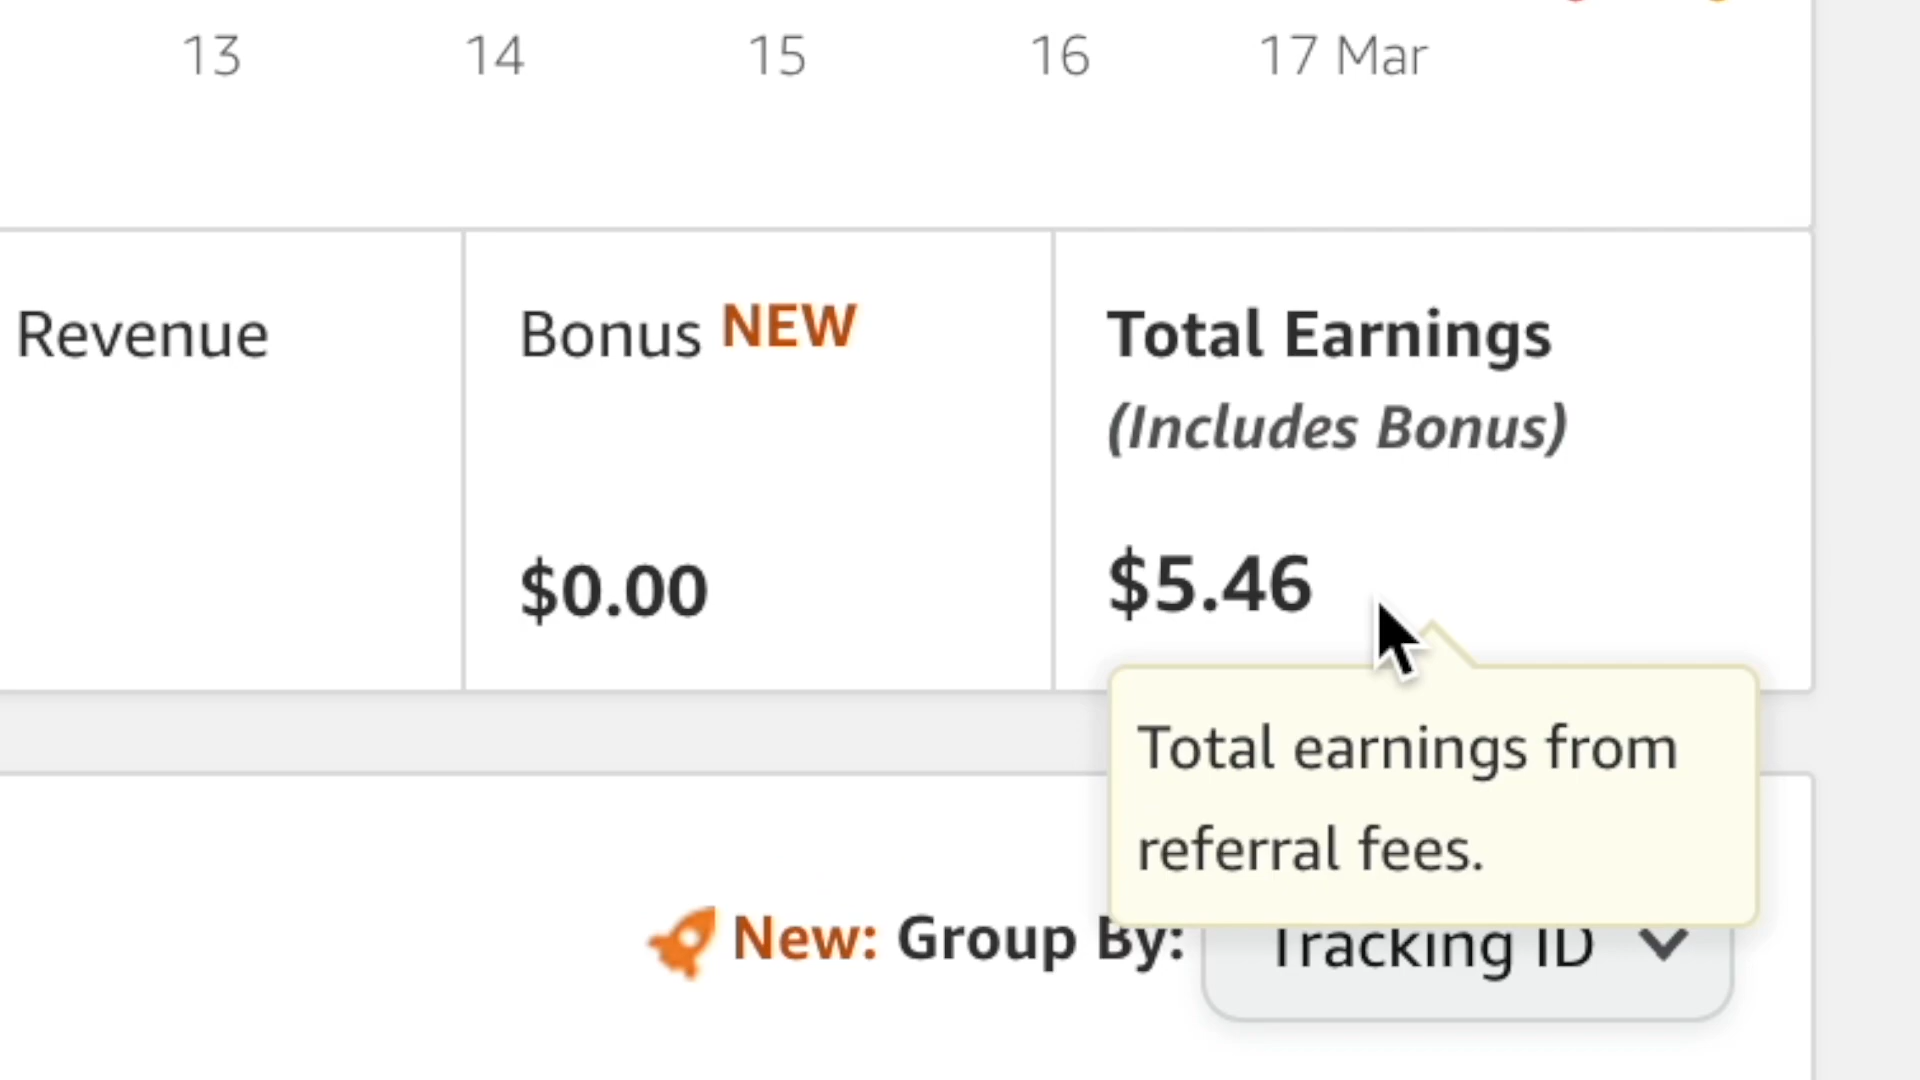 13 14 15 16 17 Mar
Revenue
Bonus NEW
Total Earnings
(Includes Bonus)
$0.00
$5.46
Total earnings from
referral fees.
New: Group By:
Tracking ID